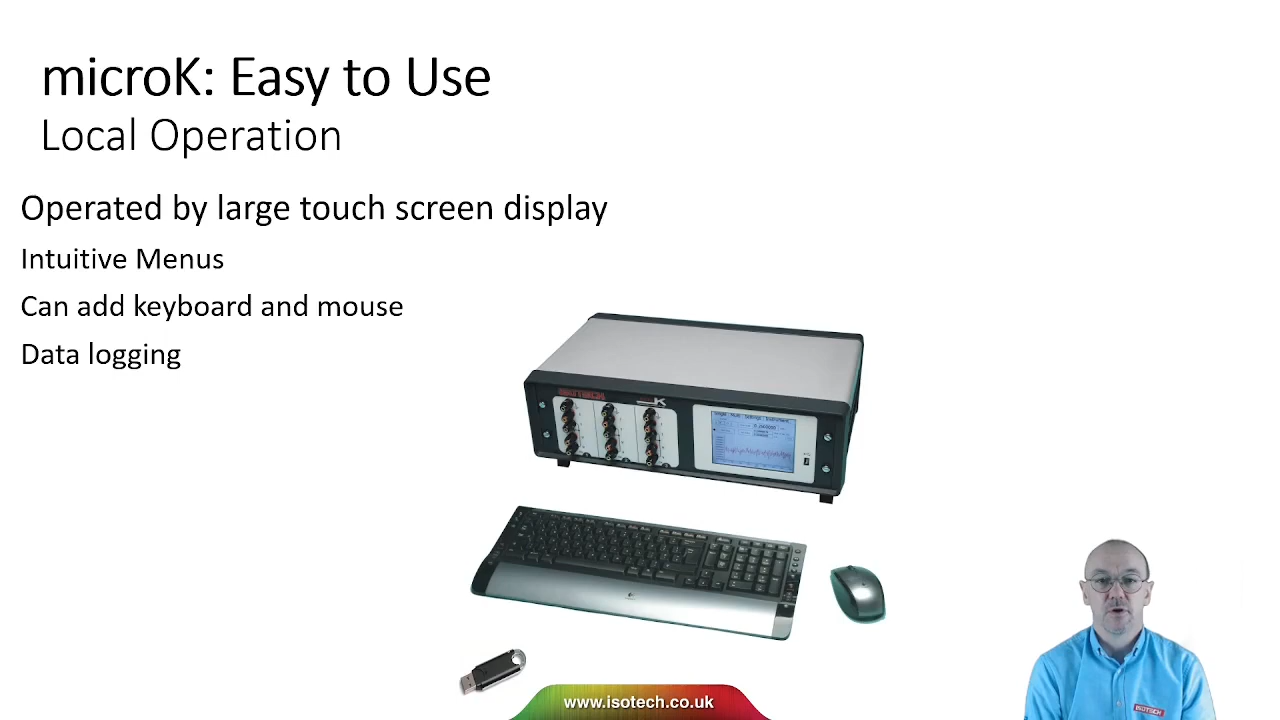 microK: Easy to Use
Local Operation
Operated by large touch screen display
Intuitive Menus
Can add keyboard and mouse
Data logging
ISOTECH
www.isotech.co.uk